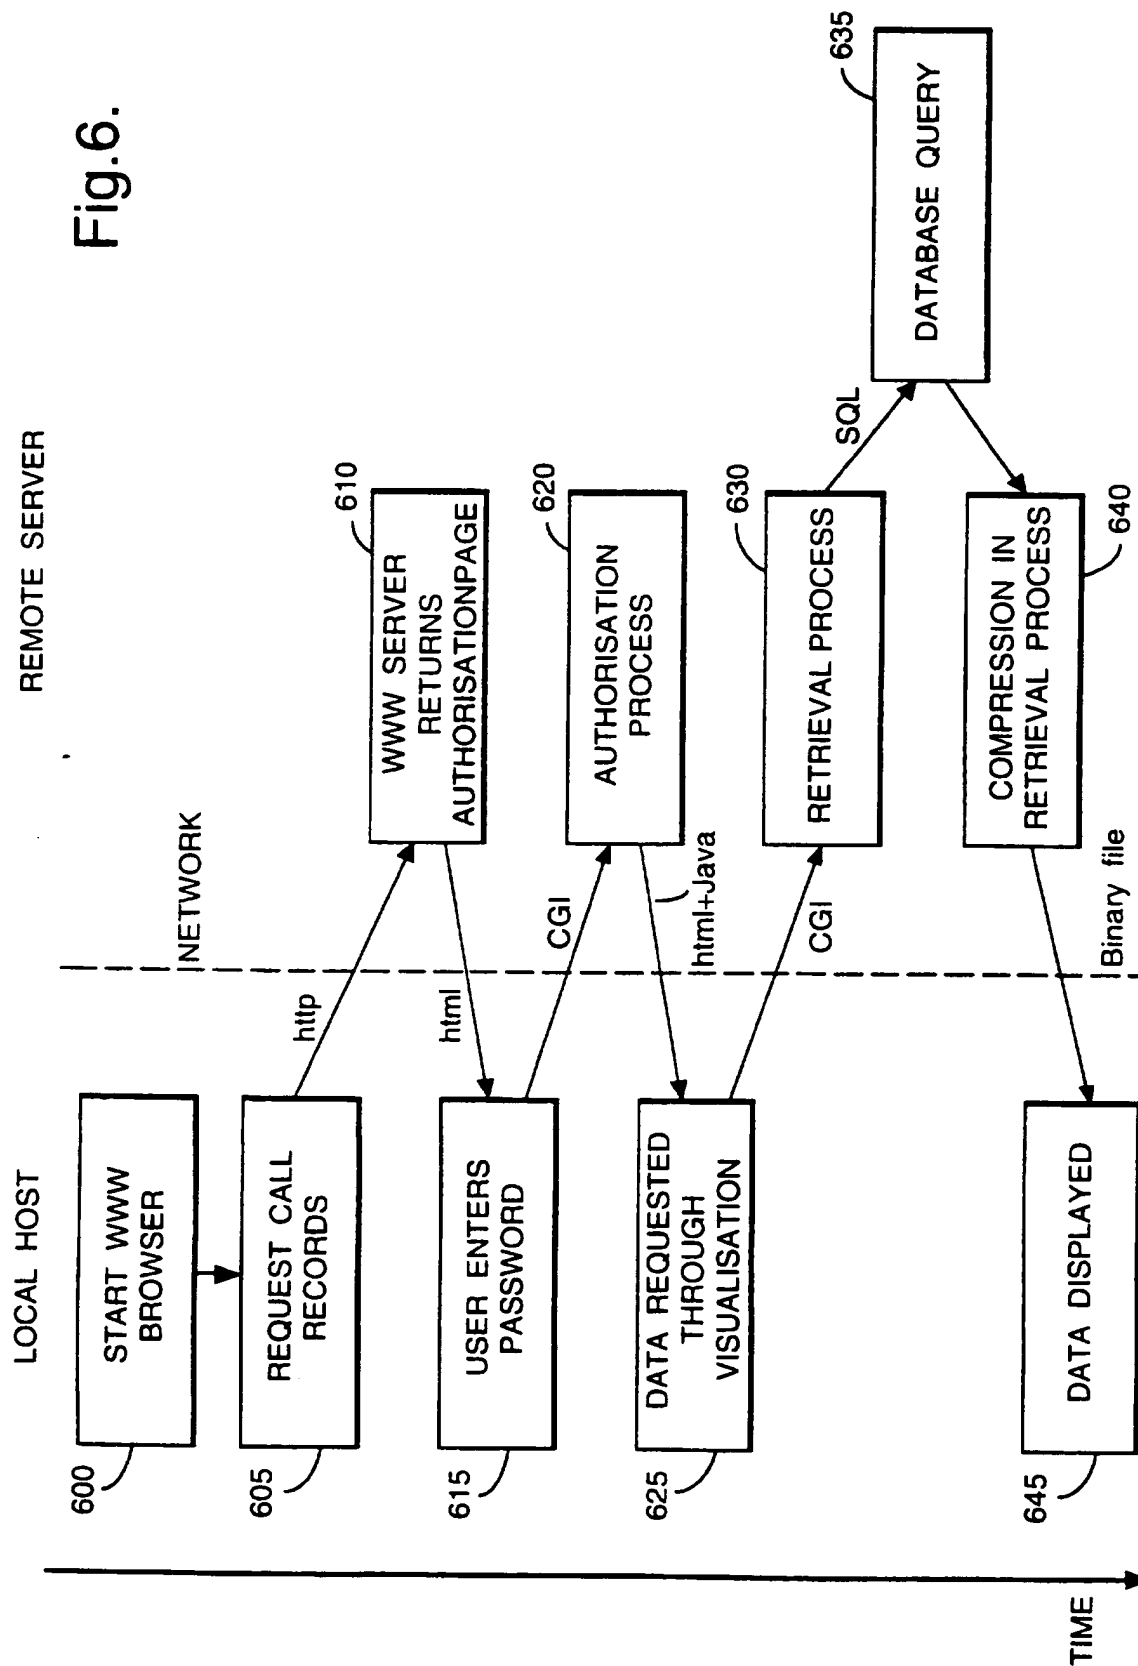 Fig.6.
LOCAL HOST
REMOTE SERVER
NETWORK
600
START WWW
BROWSER
605
REQUEST CALL
RECORDS
http
610
WWW SERVER
RETURNS
AUTHORISATIONPAGE
html
615
USER ENTERS
PASSWORD
CGI
620
AUTHORISATION
PROCESS
html+Java
625
DATA REQUESTED
THROUGH
VISUALISATION
CGI
630
RETRIEVAL PROCESS
SQL
635
DATABASE QUERY
640
COMPRESSION IN
RETRIEVAL PROCESS
Binary file
645
DATA DISPLAYED
TIME